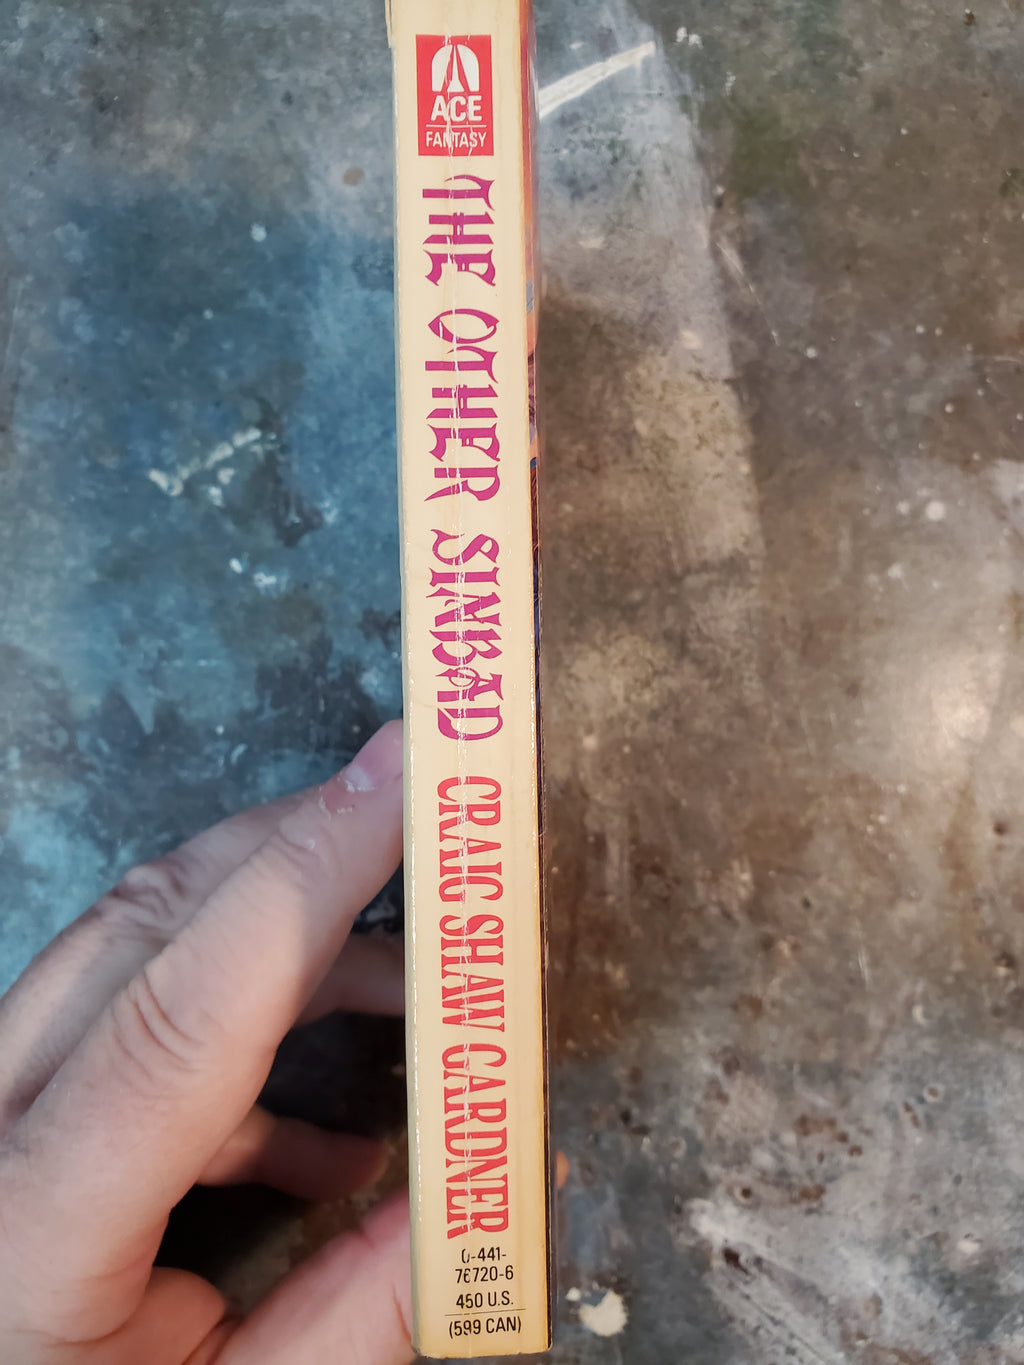 ACE
FANTASY
THE OTHER SINBAD CRAIG SHAW GARDNER
0-441-
76720-6
450 U.S.
(599 CAN)